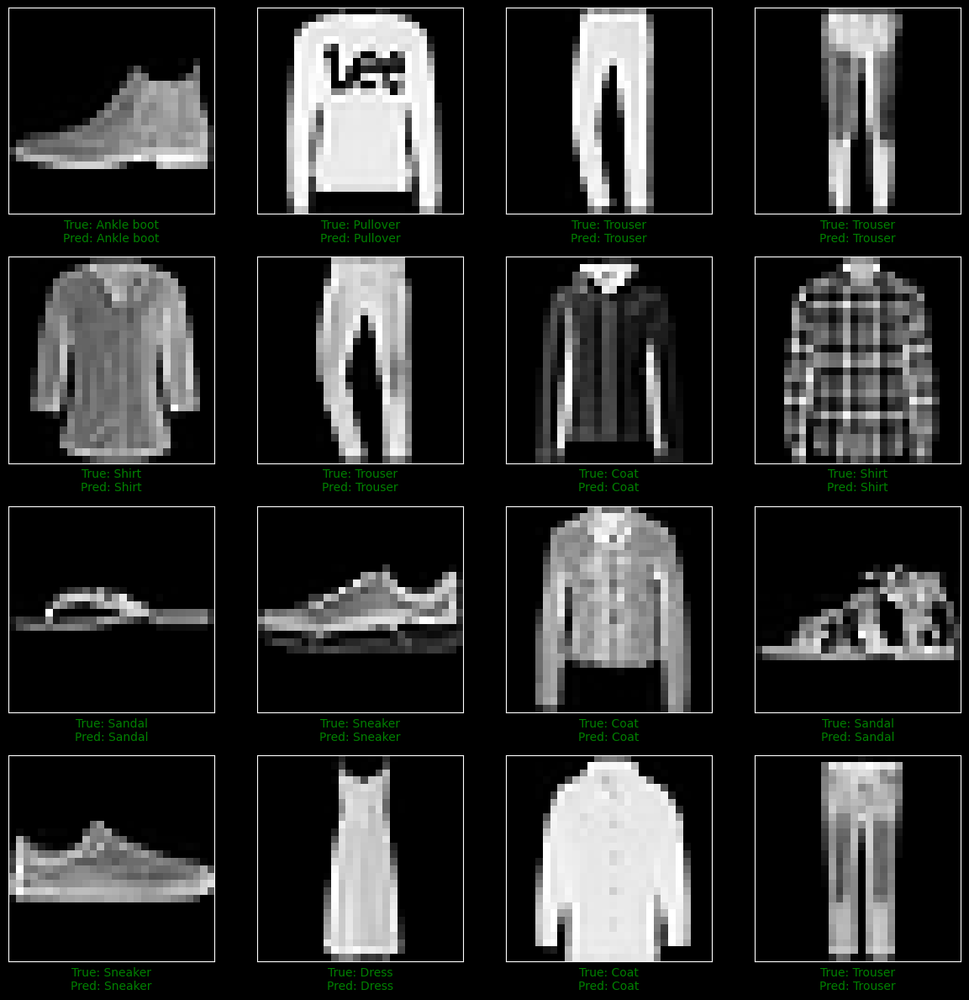 True: Ankle boot
Pred: Ankle boot
True: Pullover
Pred: Pullover
True: Trouser
Pred: Trouser
True: Trouser
Pred: Trouser
True: Shirt
Pred: Shirt
True: Trouser
Pred: Trouser
True: Coat
Pred: Coat
True: Shirt
Pred: Shirt
True: Sandal
Pred: Sandal
True: Sneaker
Pred: Sneaker
True: Coat
Pred: Coat
True: Sandal
Pred: Sandal
True: Sneaker
Pred: Sneaker
True: Dress
Pred: Dress
True: Coat
Pred: Coat
True: Trouser
Pred: Trouser